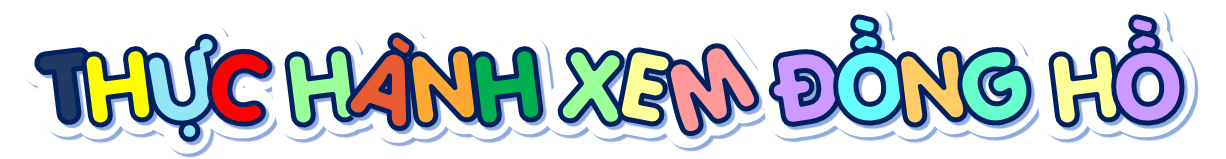 THỰC HÀNH XEM ĐỒNG HỒ